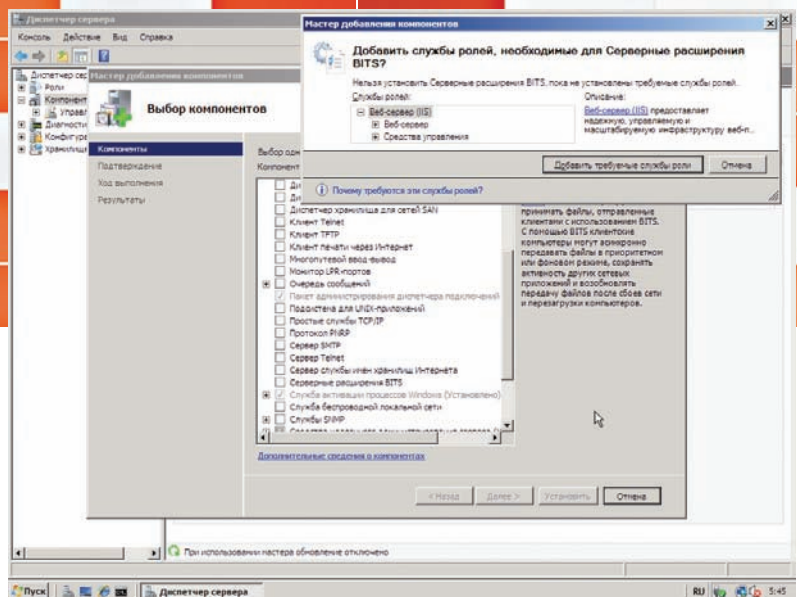 Диспетчер сервера
Консоль Действие Вид Справка
Диспетчер сер
Роли
Компонент
Управл
Диагности
Конфигура
Хранилище
Мастер добавления компонентов
Выбор компонентов
Компоненты
Подтверждение
Ход выполнения
Результаты
Диспетчер хранилища для сетей SAN
Клиент Telnet
Клиент TFTP
Клиент печати через Интернет
Многопутевой ввод-вывод
Монитор LPR-портов
Очередь сообщений
Пакет администрирования диспетчера подключений
Подсистема для UNIX-приложений
Простые службы TCP/IP
Протокол PNRP
Сервер SMTP
Сервер Telnet
Сервер службы имен хранилищ Интернета
Серверные расширения BITS
Служба активации процессов Windows (Установлено)
Служба беспроводной локальной сети
Службы SNMP
Дополнительные сведения о компонентах
принимать файлы, отправленные
клиентами с использованием BITS.
С помощью BITS клиентские
компьютеры могут асинхронно
передавать файлы в приоритетном
или фоновом режиме, сохранять
активность других сетевых
приложений и возобновлять
передачу файлов после сбоев сети
и перезагрузки компьютеров.
< Назад Далее > Установить Отмена
Мастер добавления компонентов
Добавить службы ролей, необходимые для Серверные расширения
BITS?
Нельзя установить Серверные расширения BITS, пока не установлены требуемые службы ролей.
Службы ролей:
Веб-сервер (IIS)
Веб-сервер
Средства управления
Описание:
Веб-сервер (IIS) предоставляет
надежную, управляемую и
масштабируемую инфраструктуру веб-п...
Добавить требуемые службы роли Отмена
Почему требуются эти службы ролей?
При использовании мастера обновление отключено
Пуск Диспетчер сервера RU 5:45